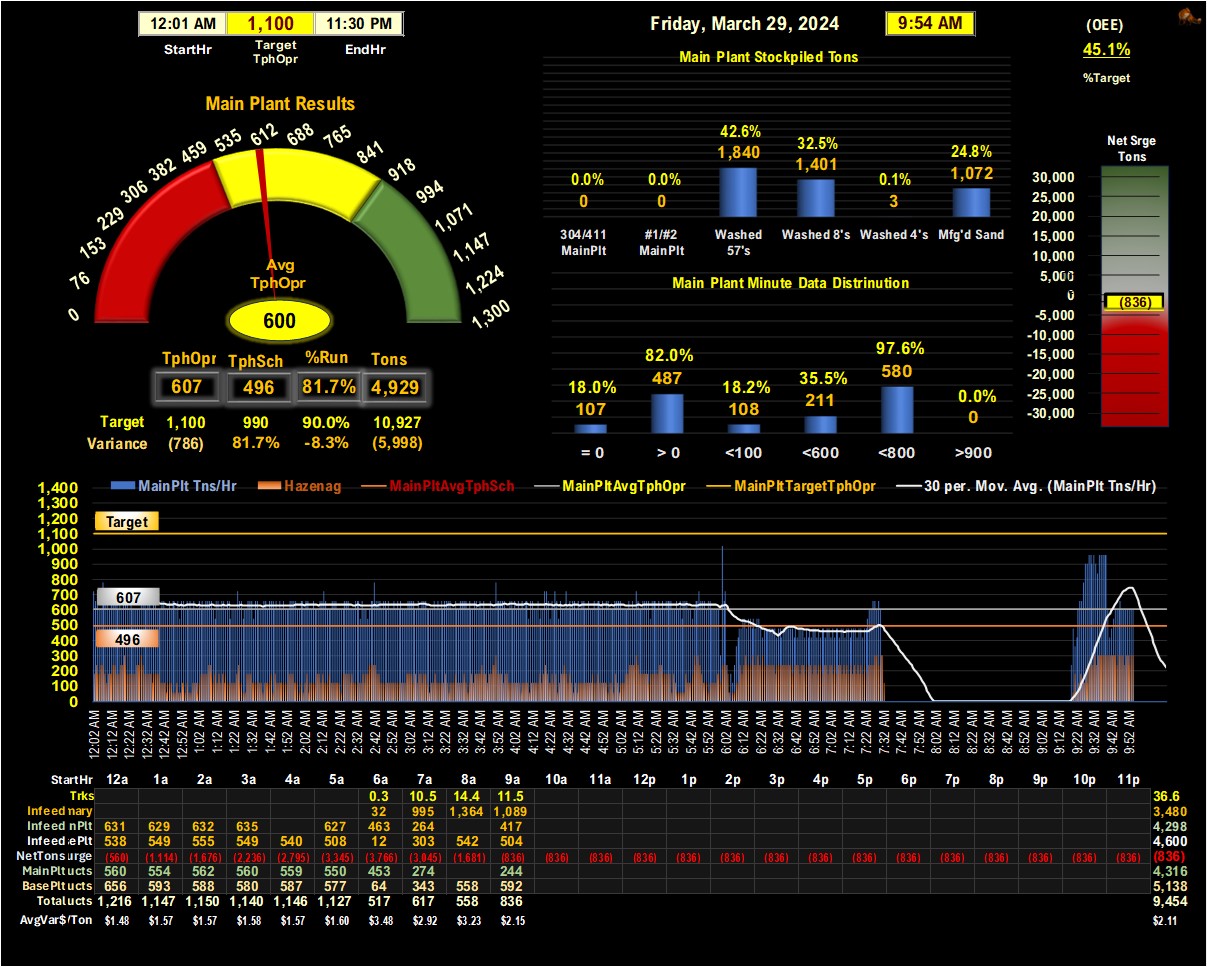 12:01 AM 1,100 11:30 PM
StartHr Target TphOpr EndHr
Friday, March 29, 2024 9:54 AM
(OEE)
45.1%
%Target
Main Plant Results
0 76 153 229 306 382 459 535 612 688 765 841 918 994 1,071 1,147 1,224 1,300
Avg
TphOpr
600
TphOpr TphSch %Run Tons
607 496 81.7% 4,929
Target 1,100 990 90.0% 10,927
Variance (786) 81.7% -8.3% (5,998)
Main Plant Stockpiled Tons
0.0% 0.0% 42.6% 32.5% 0.1% 24.8%
0 0 1,840 1,401 3 1,072
304/411 MainPlt #1/#2 MainPlt Washed 57's Washed 8's Washed 4's Mfg'd Sand
Main Plant Minute Data Distrinution
18.0% 82.0% 18.2% 35.5% 97.6% 0.0%
107 487 108 211 580 0
= 0 > 0 <100 <600 <800 >900
Net Srge
Tons
30,000
25,000
20,000
15,000
10,000
5,000
0
(836)
-5,000
-10,000
-15,000
-20,000
-25,000
-30,000
MainPlt Tns/Hr Hazenag MainPltAvgTphSch MainPltAvgTphOpr MainPltTargetTphOpr 30 per. Mov. Avg. (MainPlt Tns/Hr)
1,400
1,300
1,200
1,100
1,000
900
800
700
600
500
400
300
200
100
0
Target
607
496
12:02 AM 12:12 AM 12:22 AM 12:32 AM 12:42 AM 12:52 AM 1:02 AM 1:12 AM 1:22 AM 1:32 AM 1:42 AM 1:52 AM 2:02 AM 2:12 AM 2:22 AM 2:32 AM 2:42 AM 2:52 AM 3:02 AM 3:12 AM 3:22 AM 3:32 AM 3:42 AM 3:52 AM 4:02 AM 4:12 AM 4:22 AM 4:32 AM 4:42 AM 4:52 AM 5:02 AM 5:12 AM 5:22 AM 5:32 AM 5:42 AM 5:52 AM 6:02 AM 6:12 AM 6:22 AM 6:32 AM 6:42 AM 6:52 AM 7:02 AM 7:12 AM 7:22 AM 7:32 AM 7:42 AM 7:52 AM 8:02 AM 8:12 AM 8:22 AM 8:32 AM 8:42 AM 8:52 AM 9:02 AM 9:12 AM 9:22 AM 9:32 AM 9:42 AM 9:52 AM
StartHr 12a 1a 2a 3a 4a 5a 6a 7a 8a 9a 10a 11a 12p 1p 2p 3p 4p 5p 6p 7p 8p 9p 10p 11p
Trks 0.3 10.5 14.4 11.5 36.6
Infeed nary 32 995 1,364 1,089 3,480
Infeed nPlt 631 629 632 635 627 463 264 417 4,298
Infeed ePlt 538 549 555 549 540 508 12 303 542 504 4,600
NetTons urge (560) (1,114) (1,676) (2,236) (2,795) (3,345) (3,766) (3,045) (1,681) (836) (836) (836) (836) (836) (836) (836) (836) (836) (836) (836) (836) (836) (836) (836) (836)
MainPlt ucts 560 554 562 560 559 550 453 274 244 4,316
BasePlt ucts 656 593 588 580 587 577 64 343 558 592 5,138
Total ucts 1,216 1,147 1,150 1,140 1,146 1,127 517 617 558 836 9,454
AvgVar$/Ton $1.48 $1.57 $1.57 $1.58 $1.57 $1.60 $3.48 $2.92 $3.23 $2.15 $2.11